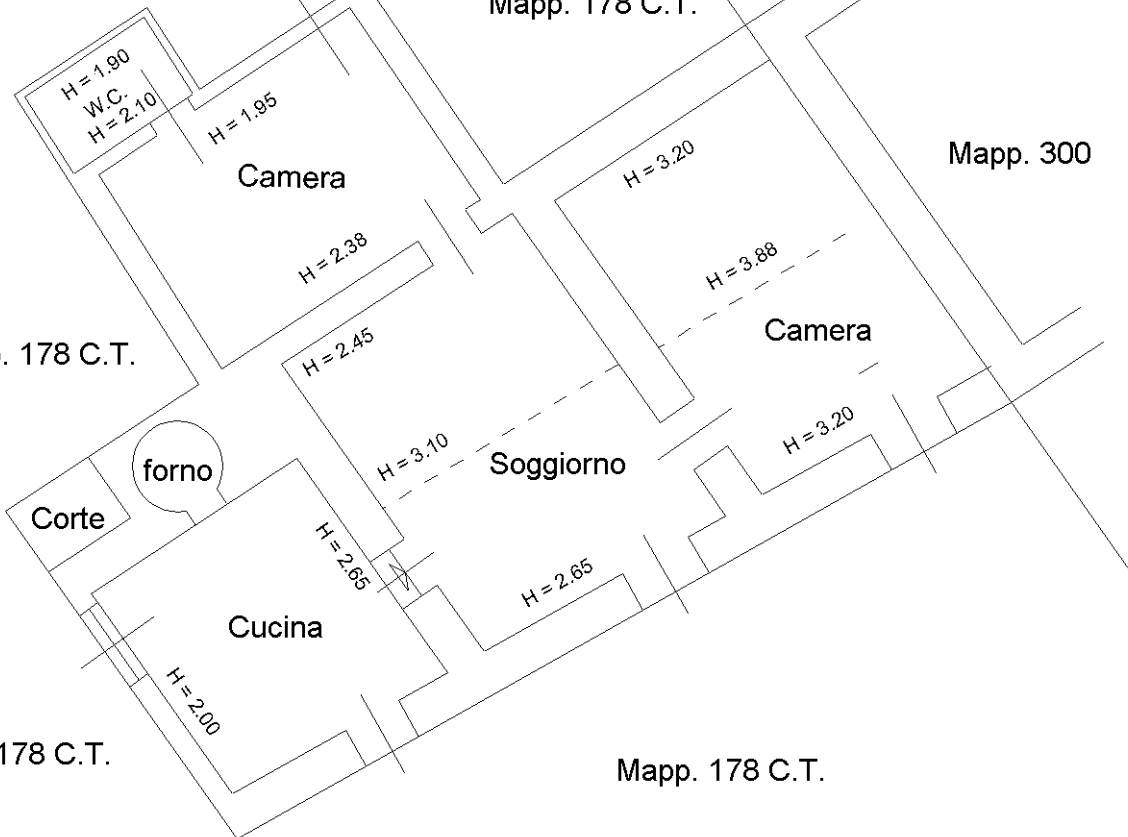 Mapp. 178 C.T.
H = 1.90
W.C.
H = 2.10
H = 1.95
Camera
H = 3.20
Mapp. 300
H = 2.38
H = 3.88
Camera
H = 2.45
. 178 C.T.
H = 3.10
Soggiorno
H = 3.20
forno
Corte
H = 2.65
H = 2.65
Cucina
H = 2.00
178 C.T.
Mapp. 178 C.T.